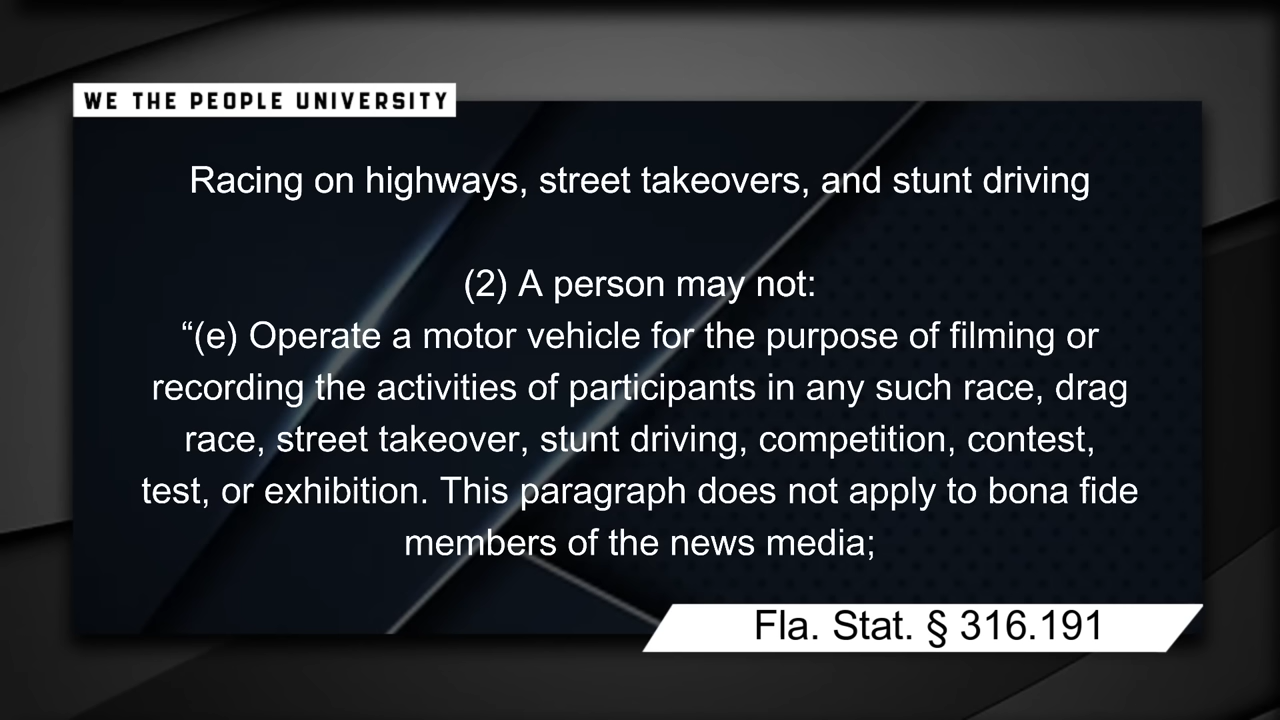 WE THE PEOPLE UNIVERSITY
Racing on highways, street takeovers, and stunt driving
(2) A person may not:
“(e) Operate a motor vehicle for the purpose of filming or
recording the activities of participants in any such race, drag
race, street takeover, stunt driving, competition, contest,
test, or exhibition. This paragraph does not apply to bona fide
members of the news media;
Fla. Stat. § 316.191